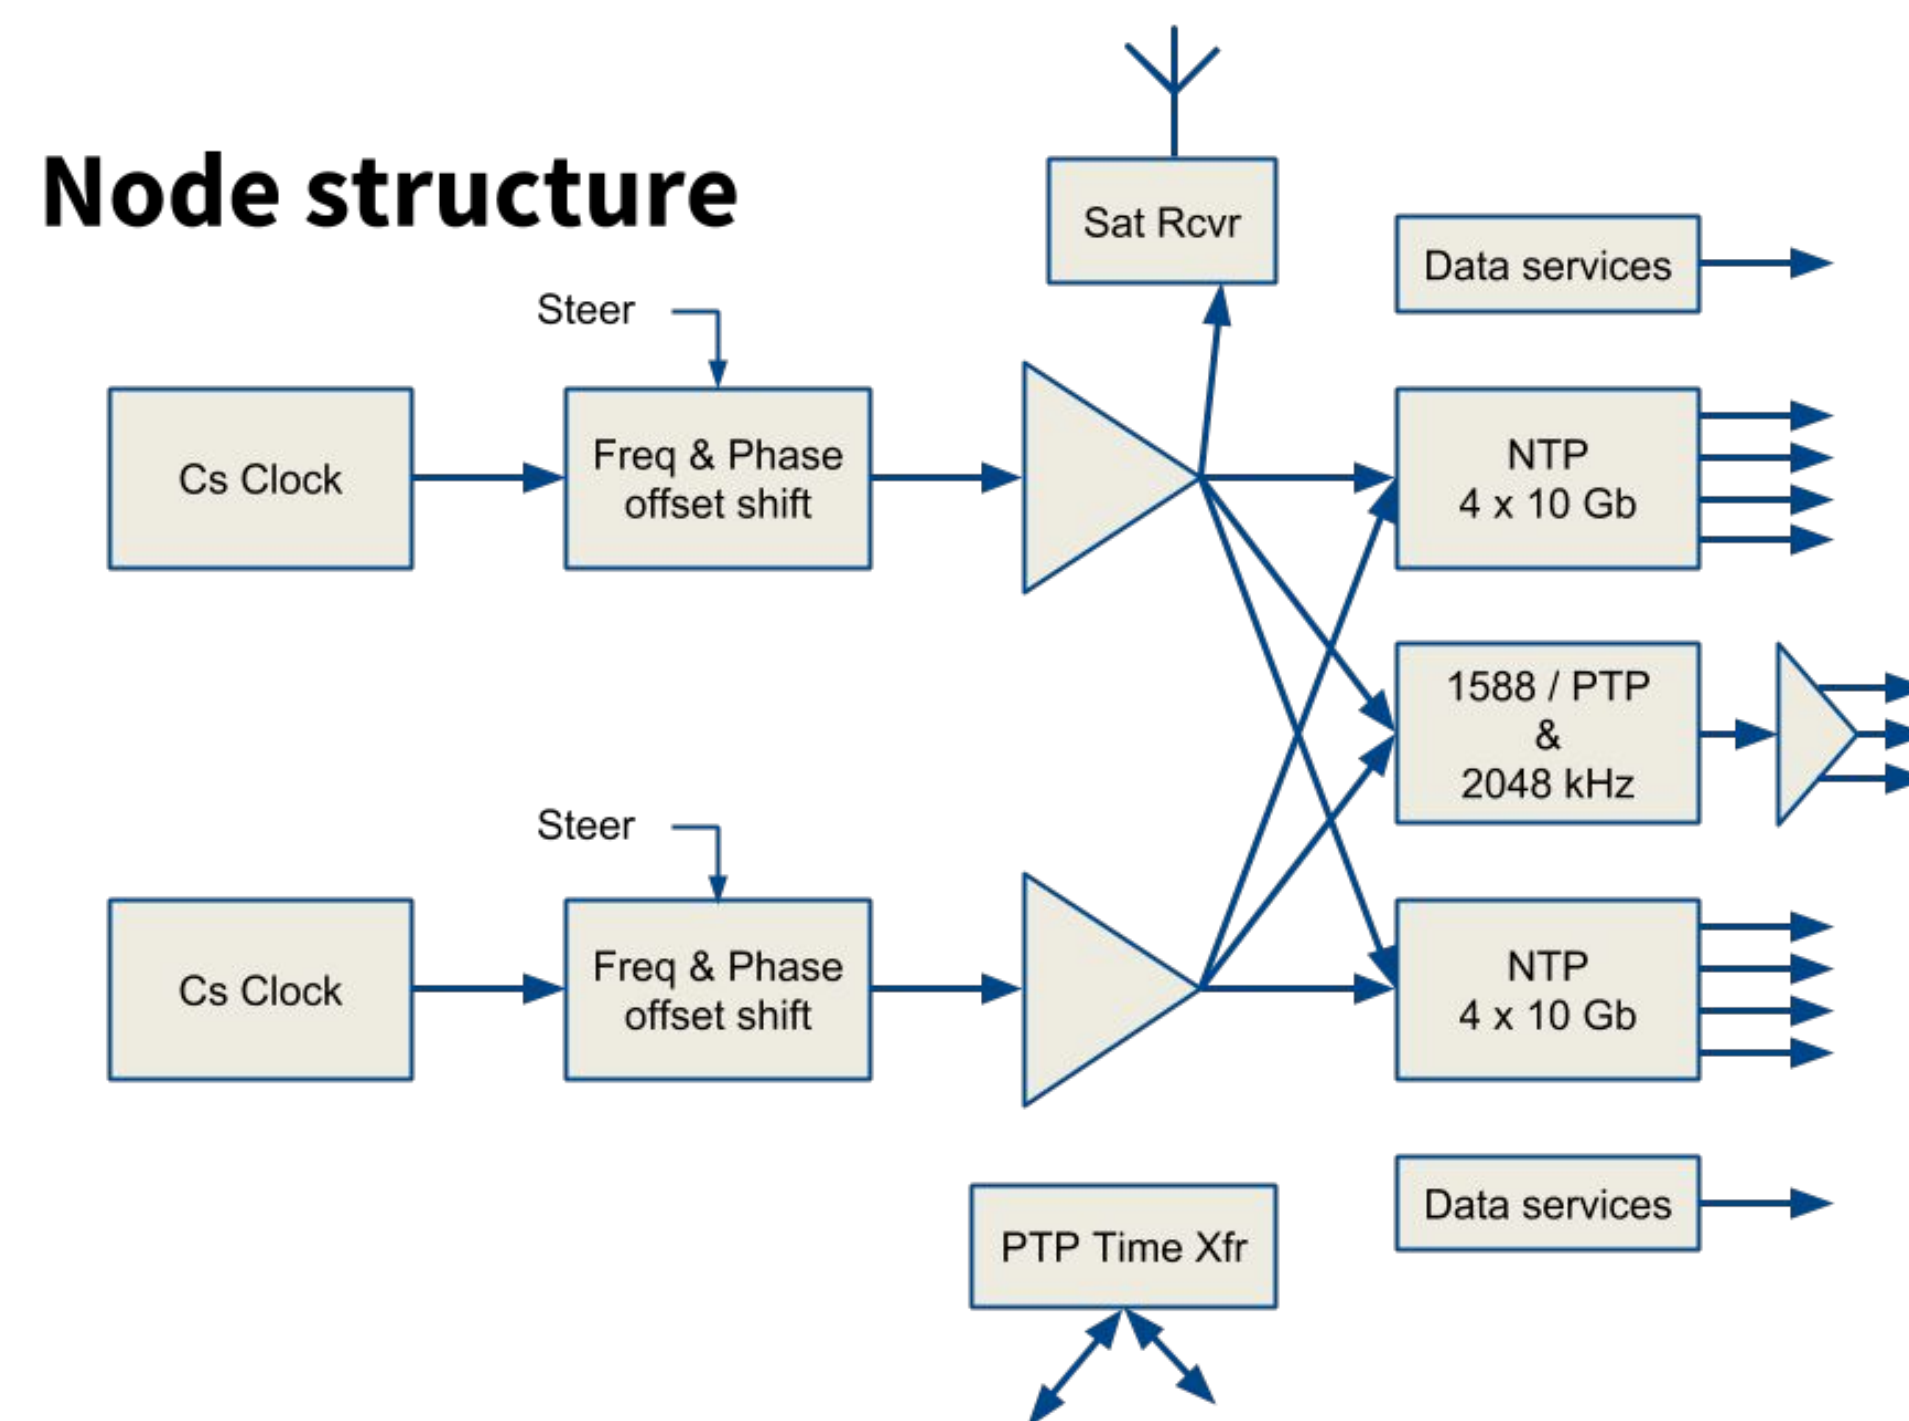 Node structure
Sat Rcvr
Data services
Steer
Cs Clock
Freq & Phase
offset shift
NTP
4 x 10 Gb
1588 / PTP
&
2048 kHz
Steer
Cs Clock
Freq & Phase
offset shift
NTP
4 x 10 Gb
Data services
PTP Time Xfr